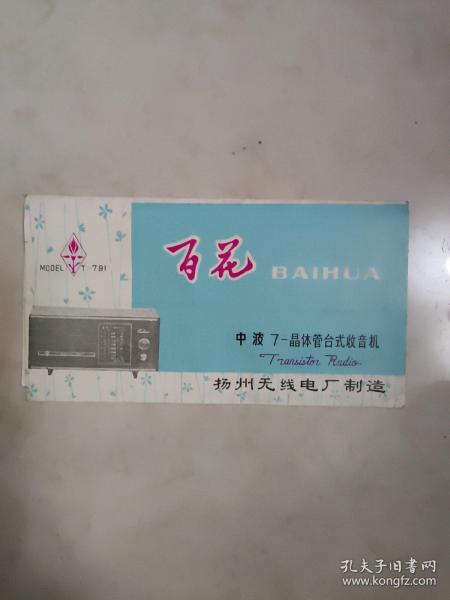 MODEL T 791
百花 BAIHUA
中波 7-晶体管台式收音机
Transistor Radio
扬州无线电厂制造
孔夫子旧书网
www.kongfz.com